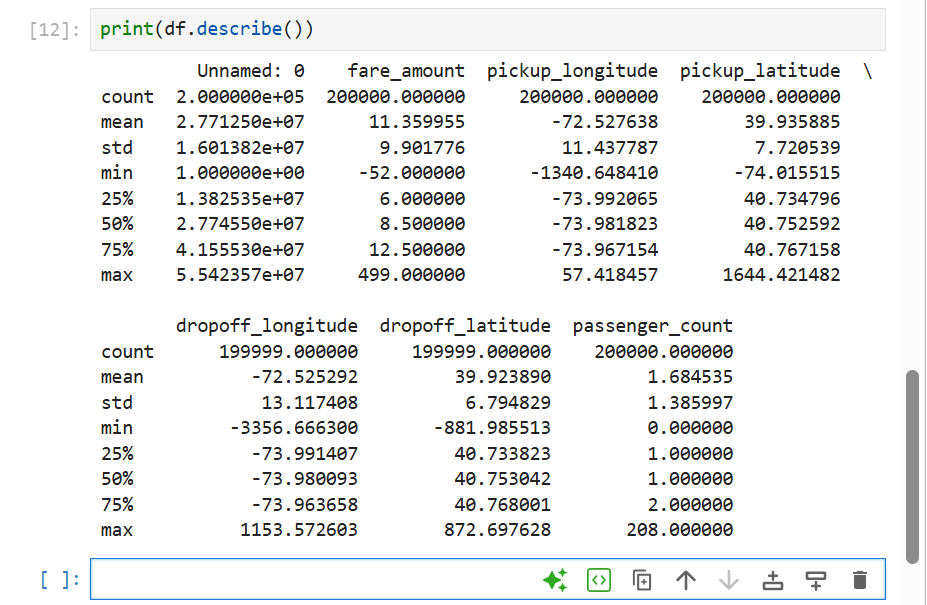 [12]: print(df.describe())
Unnamed: 0 fare_amount pickup_longitude pickup_latitude \
count 2.000000e+05 200000.000000 200000.000000 200000.000000
mean 2.771250e+07 11.359955 -72.527638 39.935885
std 1.601382e+07 9.901776 11.437787 7.720539
min 1.000000e+00 -52.000000 -1340.648410 -74.015515
25% 1.382535e+07 6.000000 -73.992065 40.734796
50% 2.774550e+07 8.500000 -73.981823 40.752592
75% 4.155530e+07 12.500000 -73.967154 40.767158
max 5.542357e+07 499.000000 57.418457 1644.421482
dropoff_longitude dropoff_latitude passenger_count
count 199999.000000 199999.000000 200000.000000
mean -72.525292 39.923890 1.684535
std 13.117408 6.794829 1.385997
min -3356.666300 -881.985513 0.000000
25% -73.991407 40.733823 1.000000
50% -73.980093 40.753042 1.000000
75% -73.963658 40.768001 2.000000
max 1153.572603 872.697628 208.000000
[ ]: